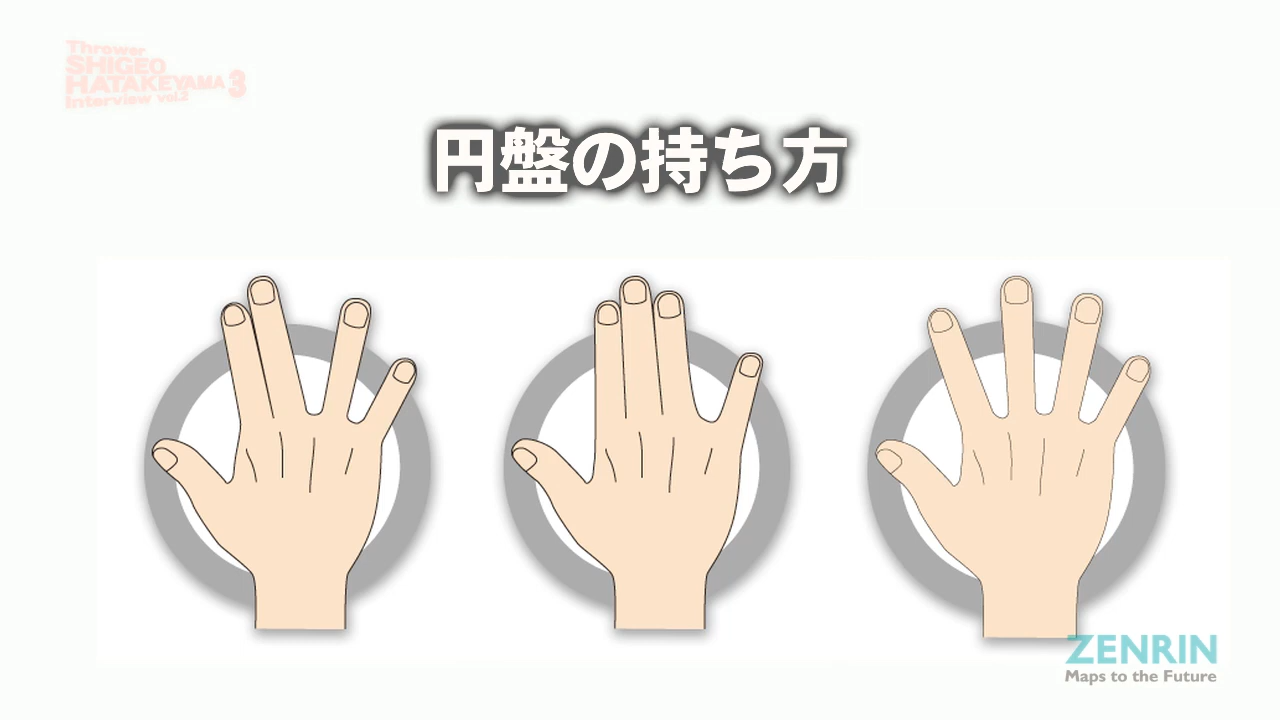 Thrower
SHIGEO
HATAKEYAMA 3
Interview vol.2
円盤の持ち方
ZENRIN
Maps to the Future